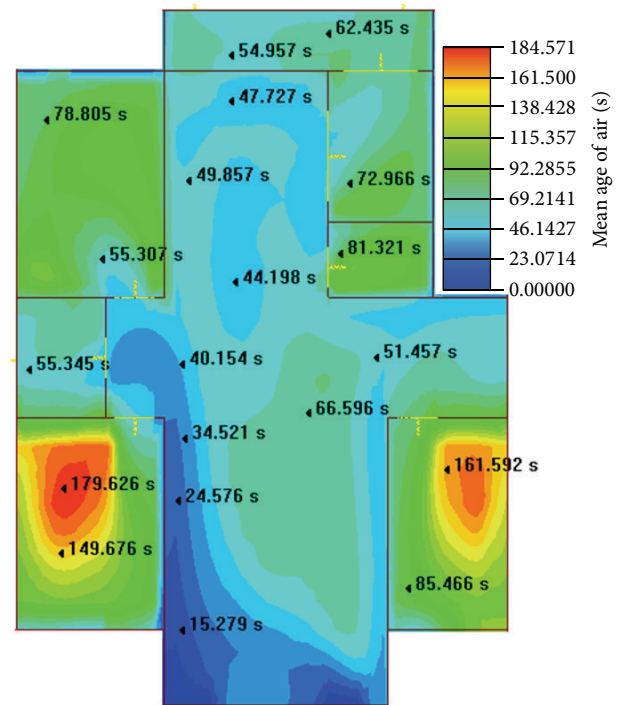 62.435 s
54.957 s
47.727 s
78.805 s
49.857 s
72.966 s
55.307 s
81.321 s
44.198 s
55.345 s
40.154 s
51.457 s
66.596 s
34.521 s
161.592 s
179.626 s
24.576 s
149.676 s
85.466 s
15.279 s
184.571
161.500
138.428
115.357
92.2855
69.2141
46.1427
23.0714
0.00000
Mean age of air (s)